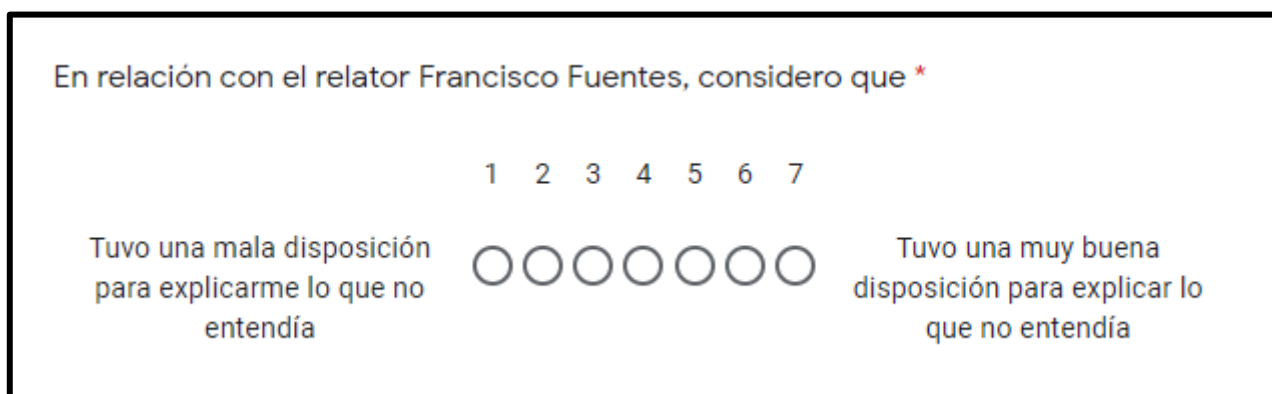 En relación con el relator Francisco Fuentes, considero que *
1 2 3 4 5 6 7
Tuvo una mala disposición
para explicarme lo que no
entendía
Tuvo una muy buena
disposición para explicar lo
que no entendía